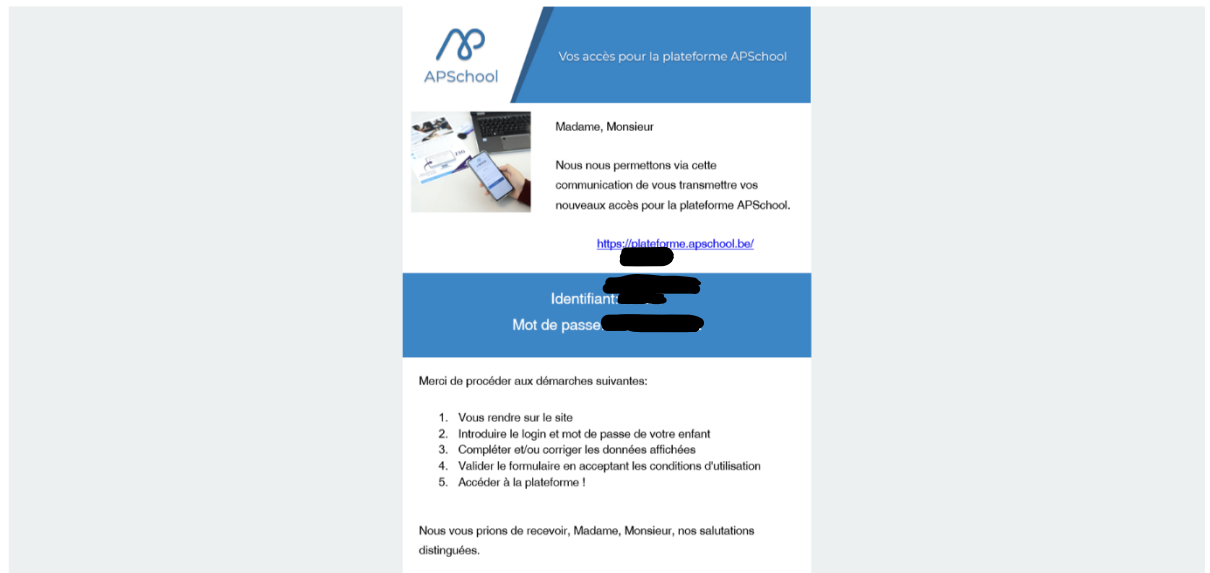 APSchool
Vos accès pour la plateforme APSchool
Madame, Monsieur
Nous nous permettons via cette
communication de vous transmettre vos
nouveaux accès pour la plateforme APSchool.
https://plateforme.apschool.be/
Identifiant:
Mot de passe
Merci de procéder aux démarches suivantes:
1. Vous rendre sur le site
2. Introduire le login et mot de passe de votre enfant
3. Compléter et/ou corriger les données affichées
4. Valider le formulaire en acceptant les conditions d'utilisation
5. Accéder à la plateforme !
Nous vous prions de recevoir, Madame, Monsieur, nos salutations
distinguées.